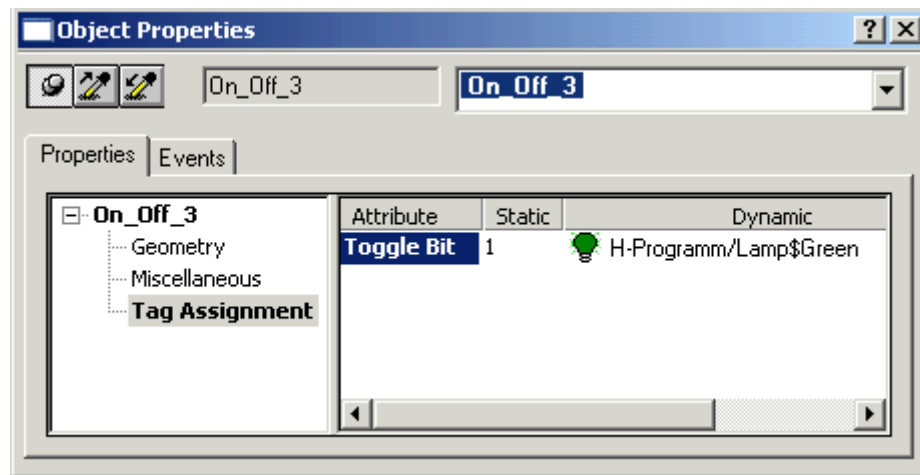 Object Properties
On_Off_3 On_Off_3
Properties Events
On_Off_3 Attribute Static Dynamic
Geometry Toggle Bit 1 H-Programm/Lamp$Green
Miscellaneous
Tag Assignment